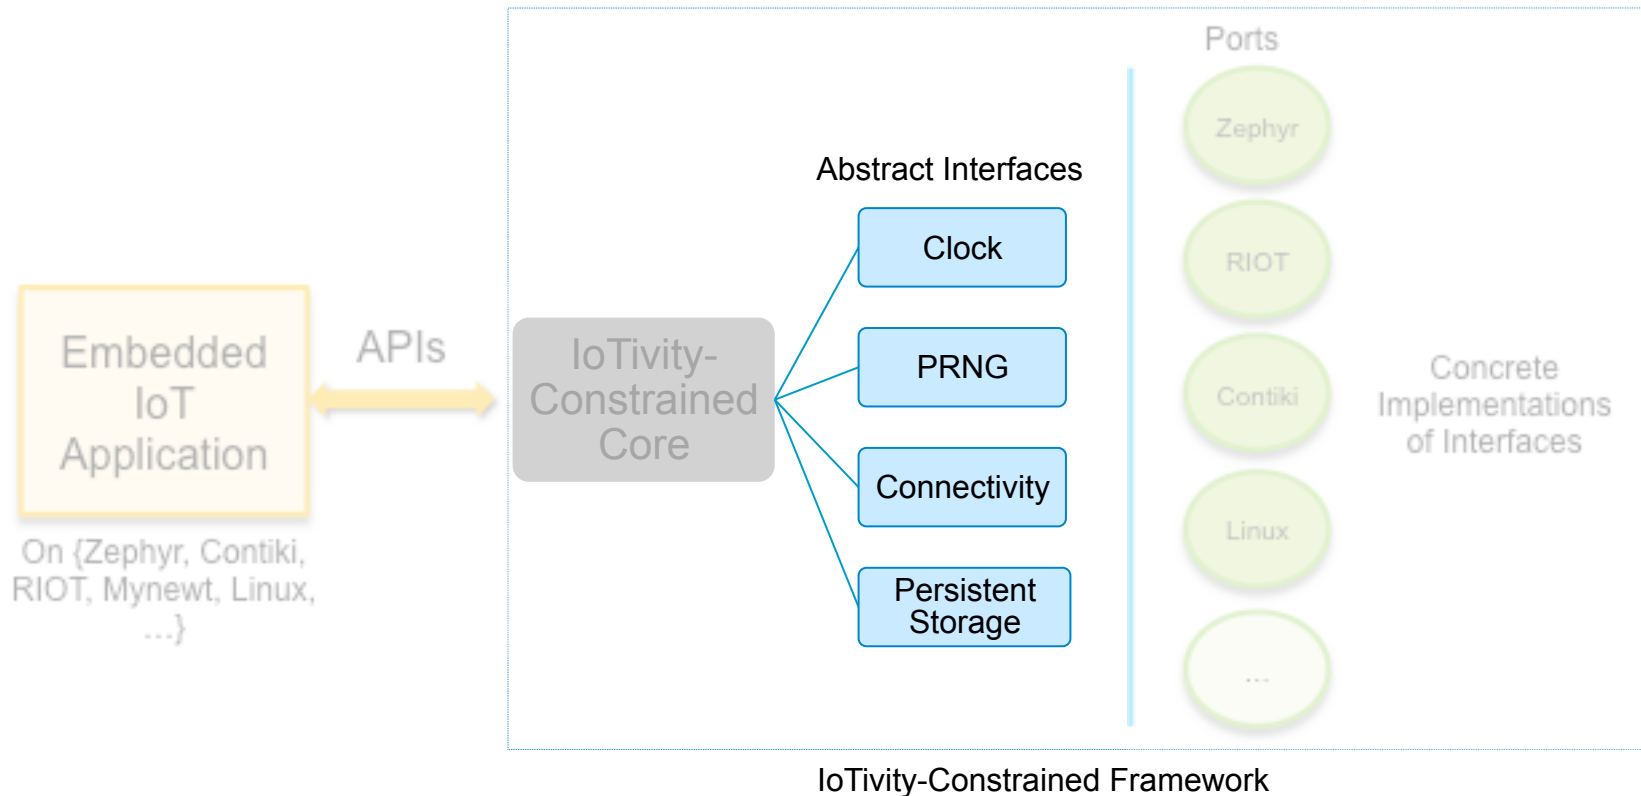 Embedded
IoT
Application
On {Zephyr, Contiki,
RIOT, Mynewt, Linux,
...}
APIs
IoTivity-
Constrained
Core
Abstract Interfaces
Clock
PRNG
Connectivity
Persistent
Storage
Ports
Zephyr
RIOT
Contiki
Linux
...
Concrete
Implementations
of Interfaces
IoTivity-Constrained Framework